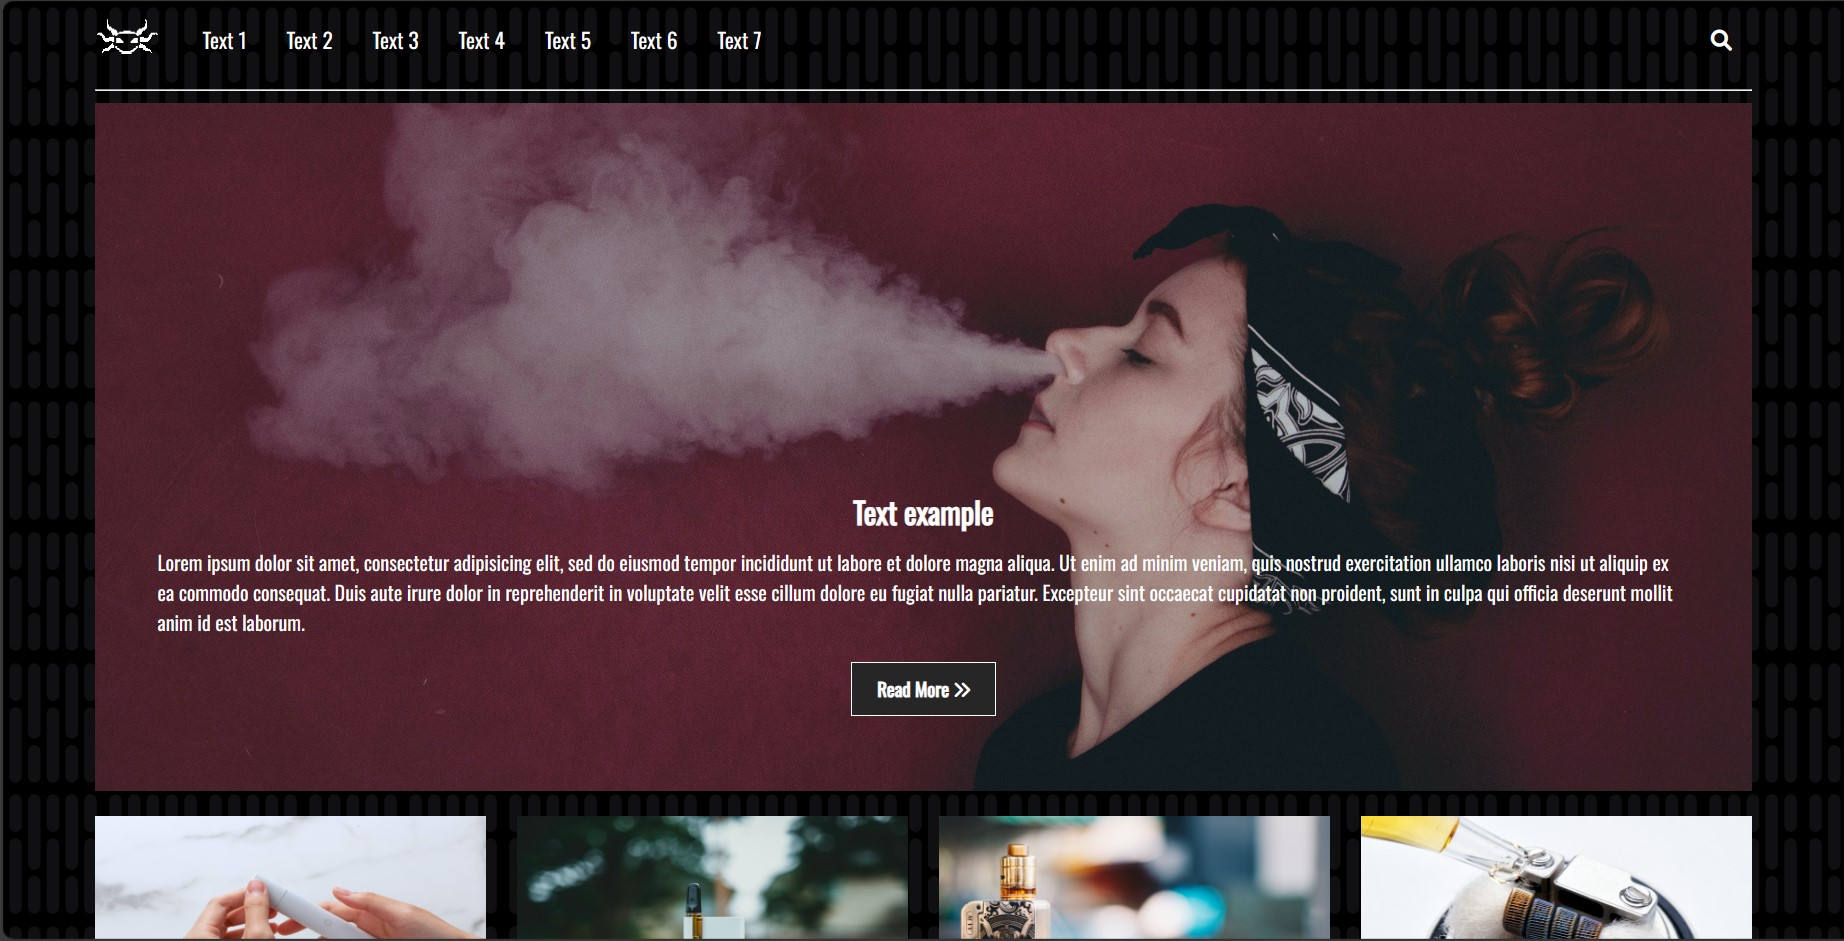 Text 1 Text 2 Text 3 Text 4 Text 5 Text 6 Text 7
Text example
Lorem ipsum dolor sit amet, consectetur adipisicing elit, sed do eiusmod tempor incididunt ut labore et dolore magna aliqua. Ut enim ad minim veniam, quis nostrud exercitation ullamco laboris nisi ut aliquip ex
ea commodo consequat. Duis aute irure dolor in reprehenderit in voluptate velit esse cillum dolore eu fugiat nulla pariatur. Excepteur sint occaecat cupidatat non proident, sunt in culpa qui officia deserunt mollit
anim id est laborum.
Read More